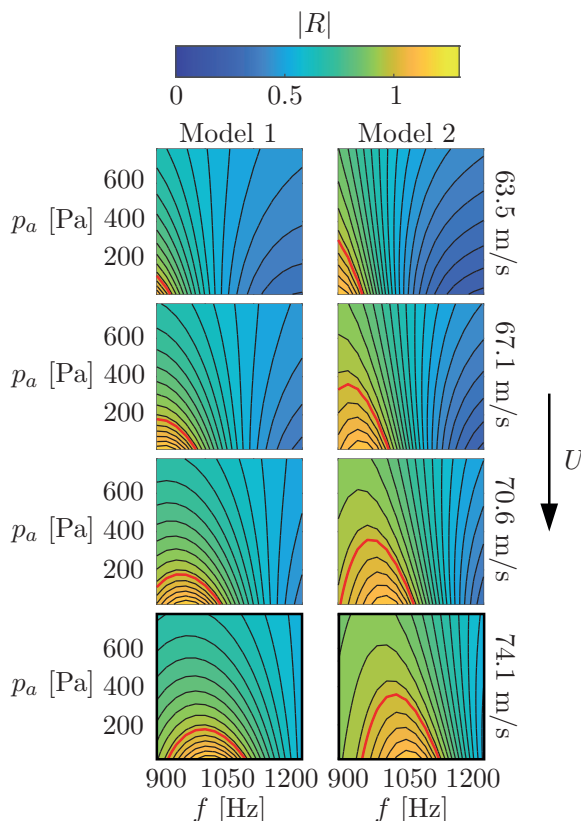 |R|
0 0.5 1
Model 1 Model 2
600
400
200
p_a [Pa]
63.5 m/s
600
400
200
p_a [Pa]
67.1 m/s
600
400
200
p_a [Pa]
70.6 m/s
U
600
400
200
p_a [Pa]
74.1 m/s
900 1050 1200 900 1050 1200
f [Hz] f [Hz]